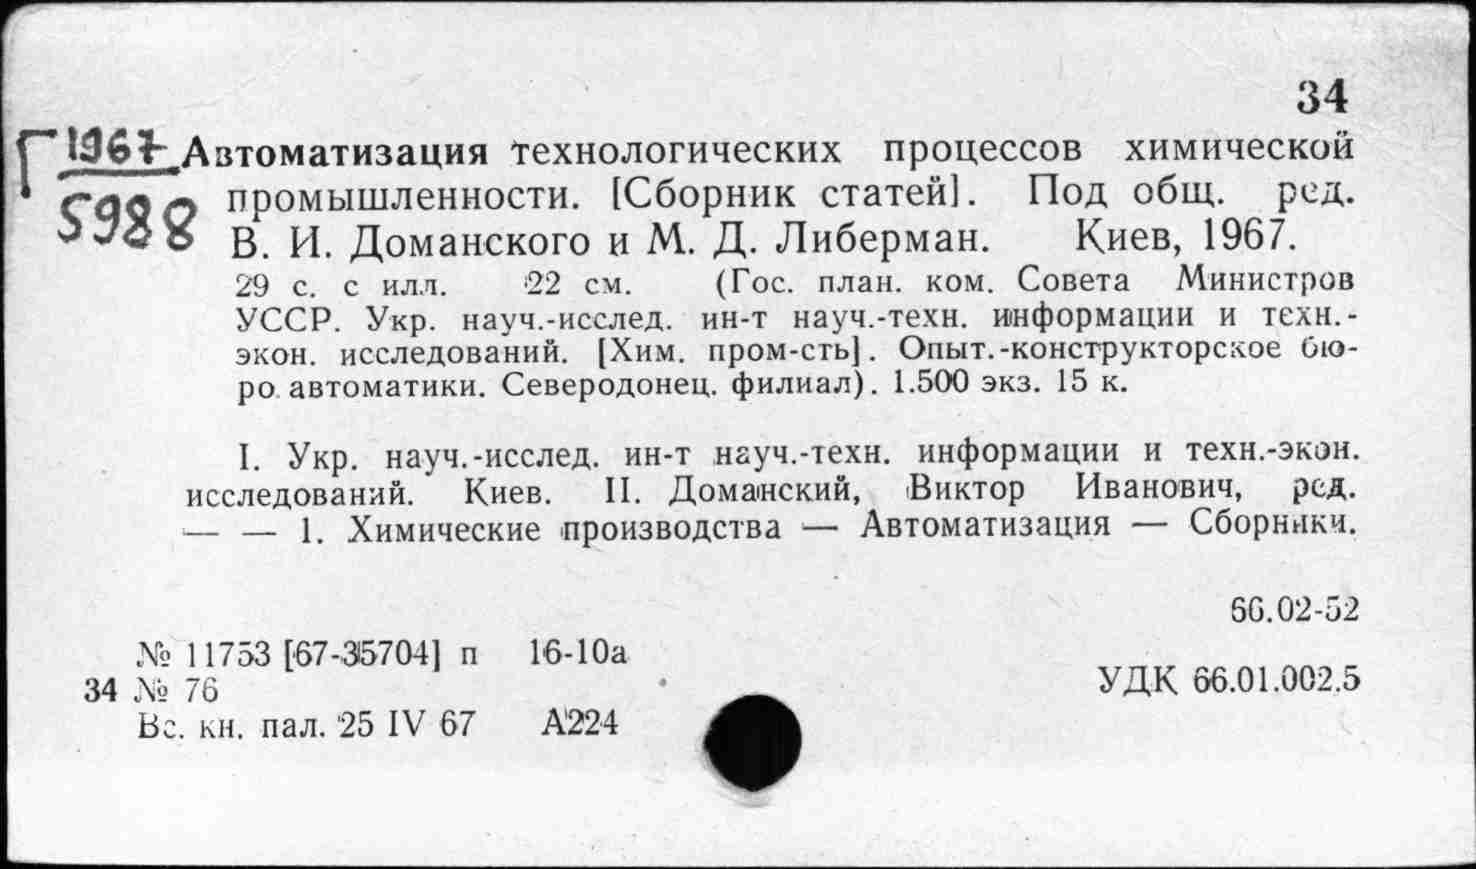 34
Г 1967
5988
Автоматизация технологических процессов химической
промышленности. [Сборник статей]. Под общ. ред.
В. И. Доманского и М. Д. Либерман. Киев, 1967.
29 с. с илл. 22 см. (Гос. план. ком. Совета Министров
УССР. Укр. науч.-исслед. ин-т науч.-техн. информации и техн.-
экон. исследований. [Хим. пром-сть]. Опыт.-конструкторское бю-
ро автоматики. Северодонец. филиал). 1.500 экз. 15 к.
I. Укр. науч.-исслед. ин-т науч.-техн. информации и техн.-экон.
исследований. Киев. II. Доманский, Виктор Иванович, ред.
— — 1. Химические производства — Автоматизация — Сборники.
66.02-52
№ 11753 [67-35704] п 16-10а
34 № 76
УДК 66.01.002.5
Вс. кн. пал. 25 IV 67 А224